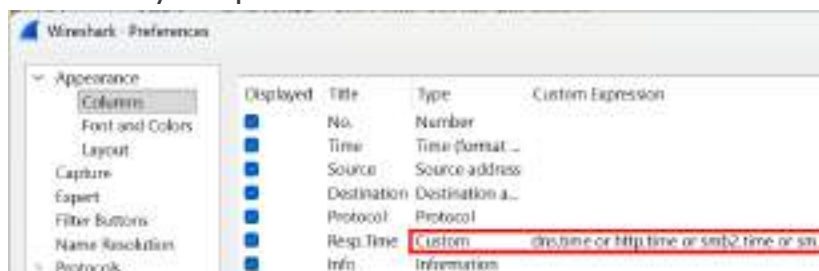 Wireshark · Preferences
Appearance
Columns
Font and Colors
Layout
Capture
Expert
Filter Buttons
Name Resolution
Protocols
Displayed Title Type Custom Expression
No. Number
Time Time (format ...
Source Source address
Destination Destination a...
Protocol Protocol
Resp.Time Custom dns.time or http.time or smb2.time or sm
Info Information